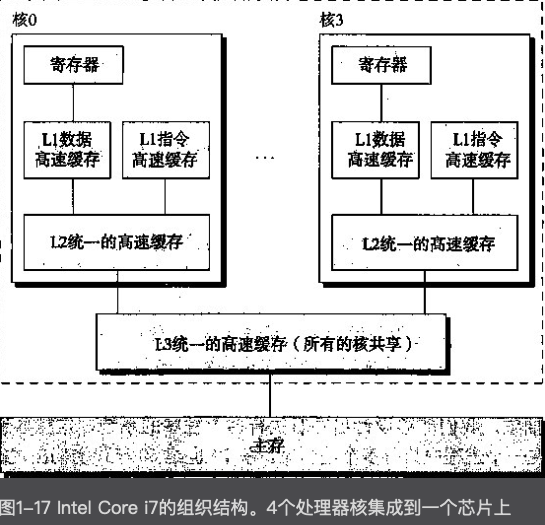 核0
核3
寄存器
寄存器
L1数据
高速缓存
L1指令
高速缓存
...
L1数据
高速缓存
L1指令
高速缓存
L2统一的高速缓存
L2统一的高速缓存
L3统一的高速缓存（所有的核共享）
主存
图1-17 Intel Core i7的组织结构。4个处理器核集成到一个芯片上